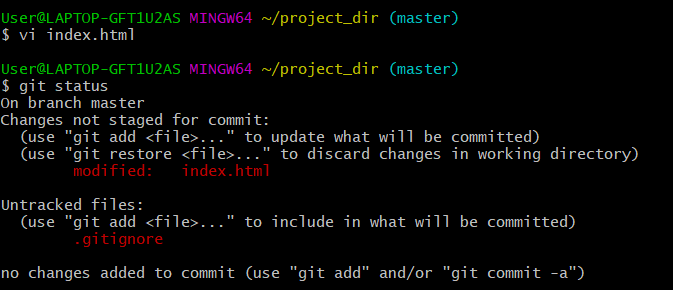 User@LAPTOP-GFT1U2AS MINGW64 ~/project_dir (master)
$ vi index.html
User@LAPTOP-GFT1U2AS MINGW64 ~/project_dir (master)
$ git status
On branch master
Changes not staged for commit:
  (use "git add <file>..." to update what will be committed)
  (use "git restore <file>..." to discard changes in working directory)
        modified:   index.html
Untracked files:
  (use "git add <file>..." to include in what will be committed)
        .gitignore
no changes added to commit (use "git add" and/or "git commit -a")